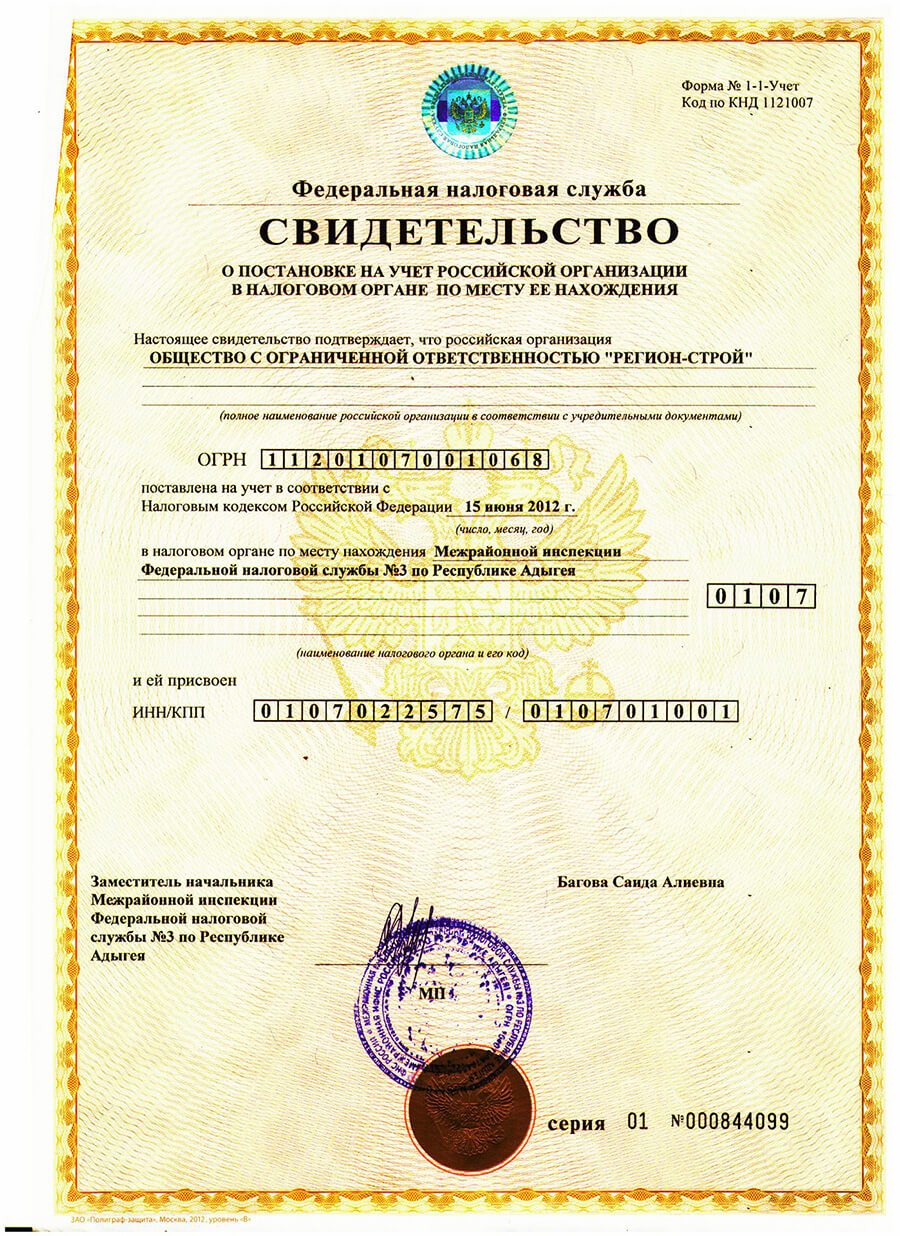 Форма № 1-1-Учет
Код по КНД 1121007
Федеральная налоговая служба
СВИДЕТЕЛЬСТВО
О ПОСТАНОВКЕ НА УЧЕТ РОССИЙСКОЙ ОРГАНИЗАЦИИ
В НАЛОГОВОМ ОРГАНЕ ПО МЕСТУ ЕЕ НАХОЖДЕНИЯ
Настоящее свидетельство подтверждает, что российская организация
ОБЩЕСТВО С ОГРАНИЧЕННОЙ ОТВЕТСТВЕННОСТЬЮ "РЕГИОН-СТРОЙ"
(полное наименование российской организации в соответствии с учредительными документами)
ОГРН 1120107001068
поставлена на учет в соответствии с
Налоговым кодексом Российской Федерации 15 июня 2012 г.
(число, месяц, год)
в налоговом органе по месту нахождения Межрайонной инспекции
Федеральной налоговой службы №3 по Республике Адыгея
0107
(наименование налогового органа и его код)
и ей присвоен
ИНН/КПП 0107022575 / 010701001
Заместитель начальника
Межрайонной инспекции
Федеральной налоговой
службы №3 по Республике
Адыгея
Багова Саида Алиевна
МП
серия 01 №000844099
ЗАО «Полиграф-защита», Москва, 2012, уровень «В»